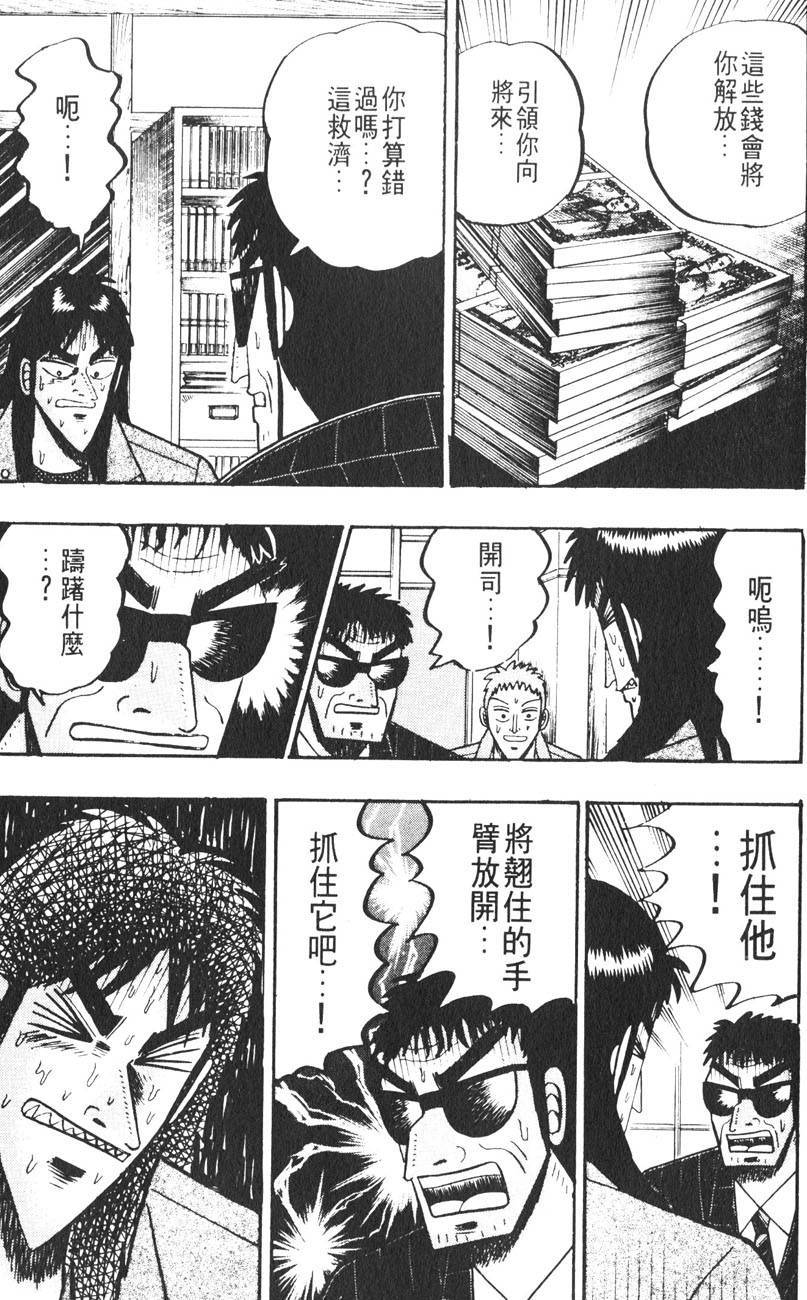 這些錢會將
你解放…
引領你向
將來…
你打算錯
過嗎…?
這救濟…
呃…!
呃嗚……!
開司…!
躊躇什麼
…?
抓住他
…!
將翹住的手
臂放開…
抓住它吧…!